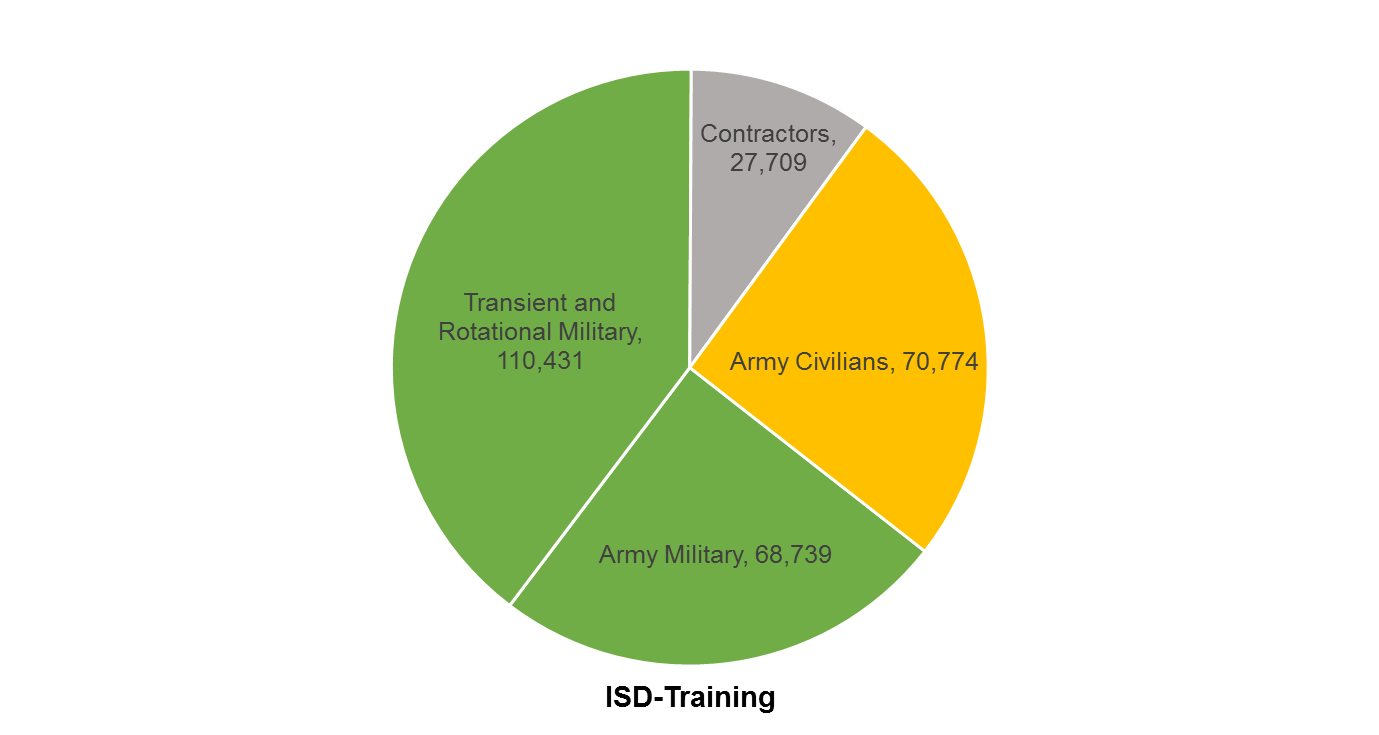 Contractors,
27,709
Transient and
Rotational Military,
110,431
Army Civilians, 70,774
Army Military, 68,739
ISD-Training